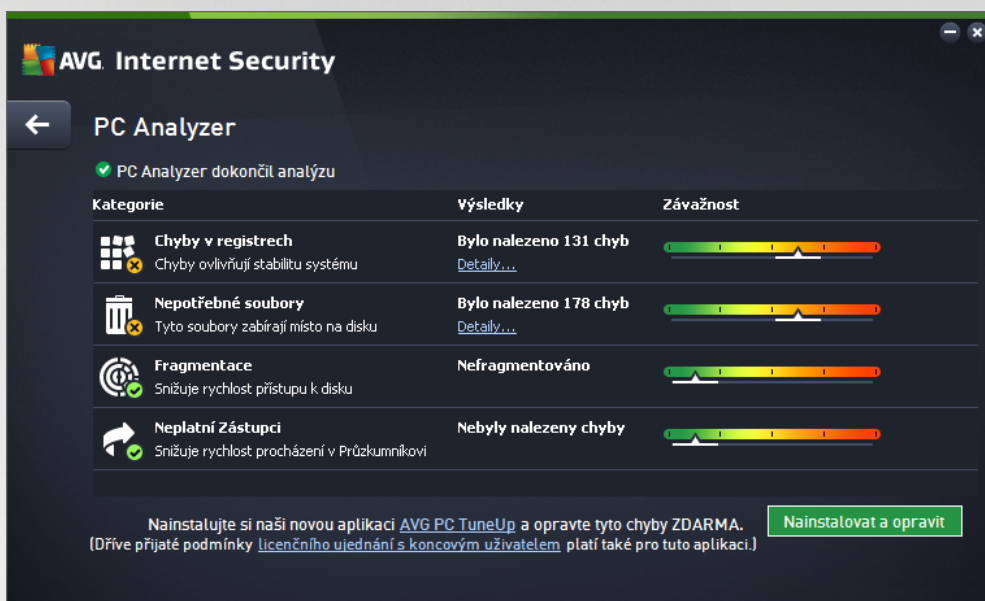 AVG. Internet Security
PC Analyzer
PC Analyzer dokončil analýzu
Kategorie Výsledky Závažnost
Chyby v registrech Bylo nalezeno 131 chyb
Chyby ovlivňují stabilitu systému Detaily...
Nepotřebné soubory Bylo nalezeno 178 chyb
Tyto soubory zabírají místo na disku Detaily...
Fragmentace Nefragmentováno
Snižuje rychlost přístupu k disku
Neplatní Zástupci Nebyly nalezeny chyby
Snižuje rychlost procházení v Průzkumníkovi
Nainstalujte si naši novou aplikaci AVG PC TuneUp a opravte tyto chyby ZDARMA. Nainstalovat a opravit
(Dříve přijaté podmínky licenčního ujednání s koncovým uživatelem platí také pro tuto aplikaci.)